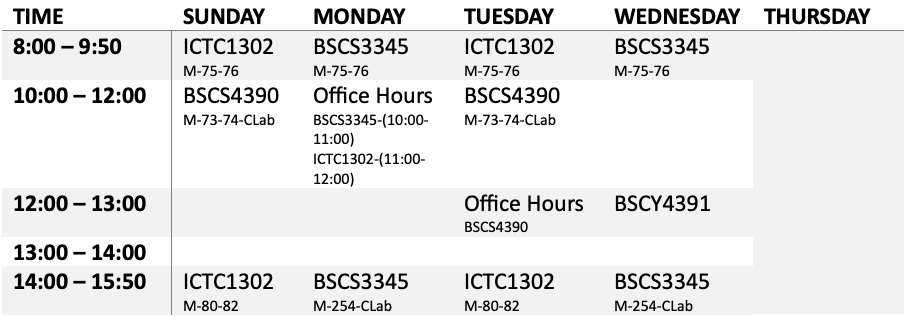 TIME SUNDAY MONDAY TUESDAY WEDNESDAY THURSDAY
8:00 – 9:50 ICTC1302 BSCS3345 ICTC1302 BSCS3345
M-75-76 M-75-76 M-75-76 M-75-76
10:00 – 12:00 BSCS4390 Office Hours BSCS4390
M-73-74-CLab BSCS3345-(10:00- M-73-74-CLab
11:00)
ICTC1302-(11:00-
12:00)
12:00 – 13:00 Office Hours BSCY4391
BSCS4390
13:00 – 14:00
14:00 – 15:50 ICTC1302 BSCS3345 ICTC1302 BSCS3345
M-80-82 M-254-CLab M-80-82 M-254-CLab